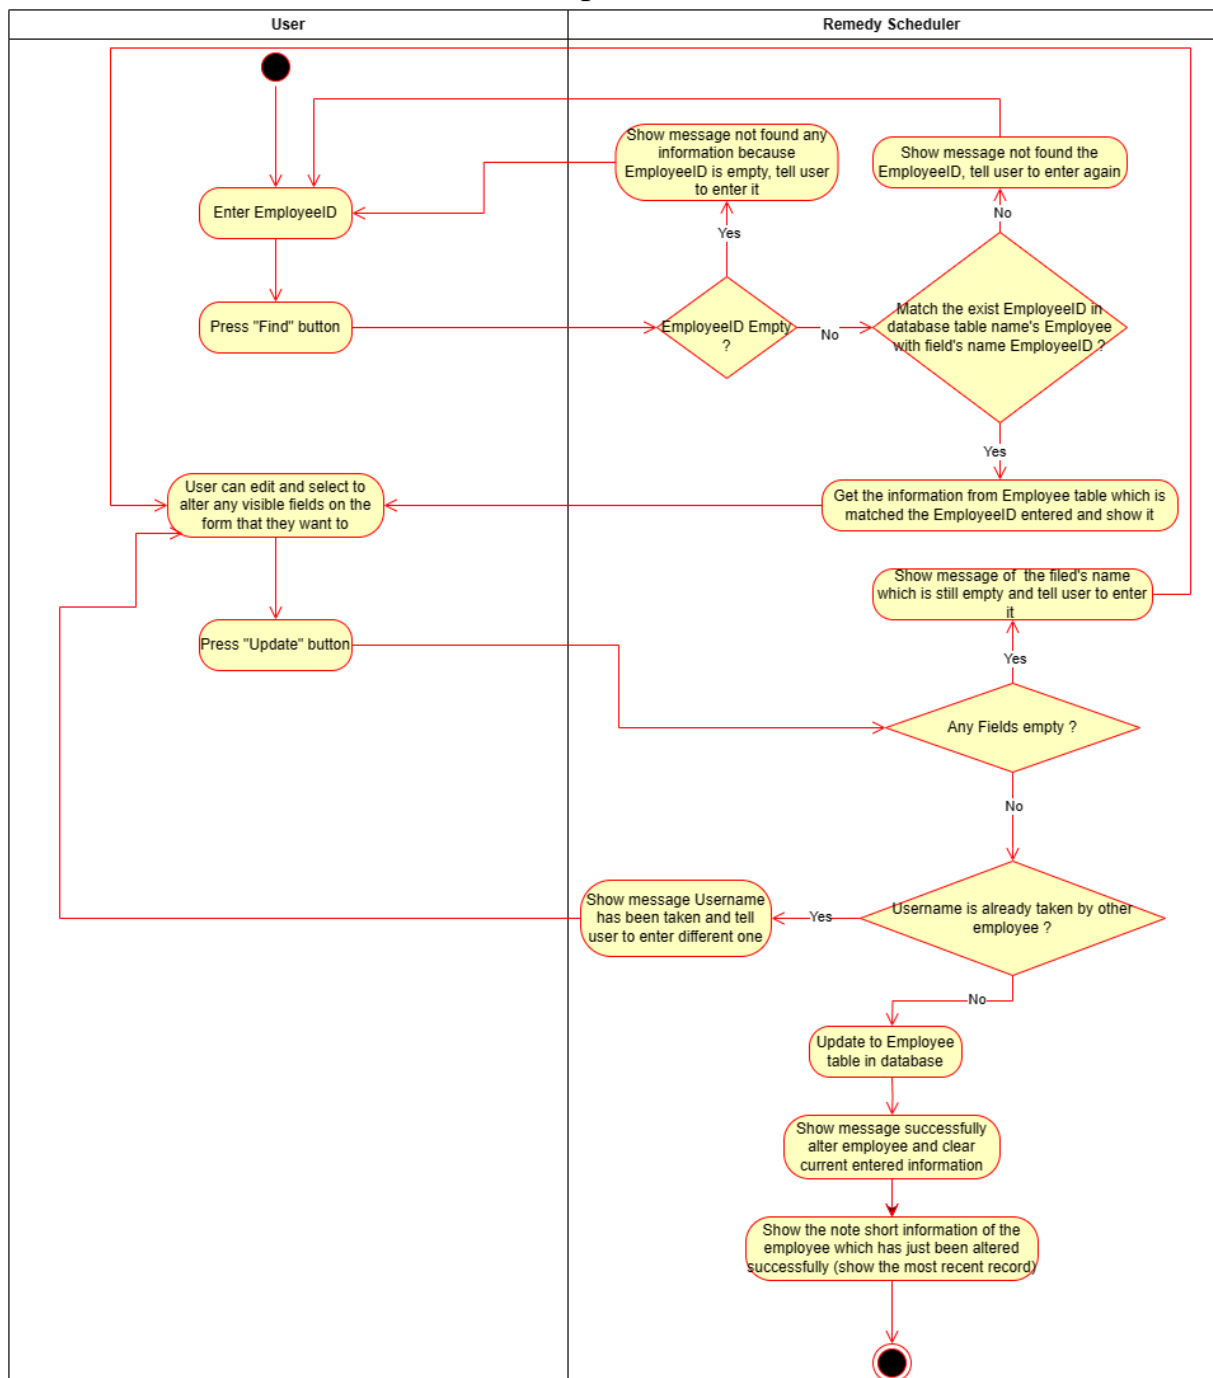 User
Remedy Scheduler
Show message not found any
information because
EmployeeID is empty, tell user
to enter it
Show message not found the
EmployeeID, tell user to enter again
Enter EmployeeID
No
Yes
Press "Find" button
EmployeeID Empty
?
No
Match the exist EmployeeID in
database table name's Employee
with field's name EmployeeID ?
Yes
User can edit and select to
alter any visible fields on the
form that they want to
Get the information from Employee table which is
matched the EmployeeID entered and show it
Show message of the filed's name
which is still empty and tell user to enter
it
Press "Update" button
Yes
Any Fields empty ?
No
Show message Username
has been taken and tell
user to enter different one
Yes
Username is already taken by other
employee ?
No
Update to Employee
table in database
Show message successfully
alter employee and clear
current entered information
Show the note short information of the
employee which has just been altered
successfully (show the most recent record)